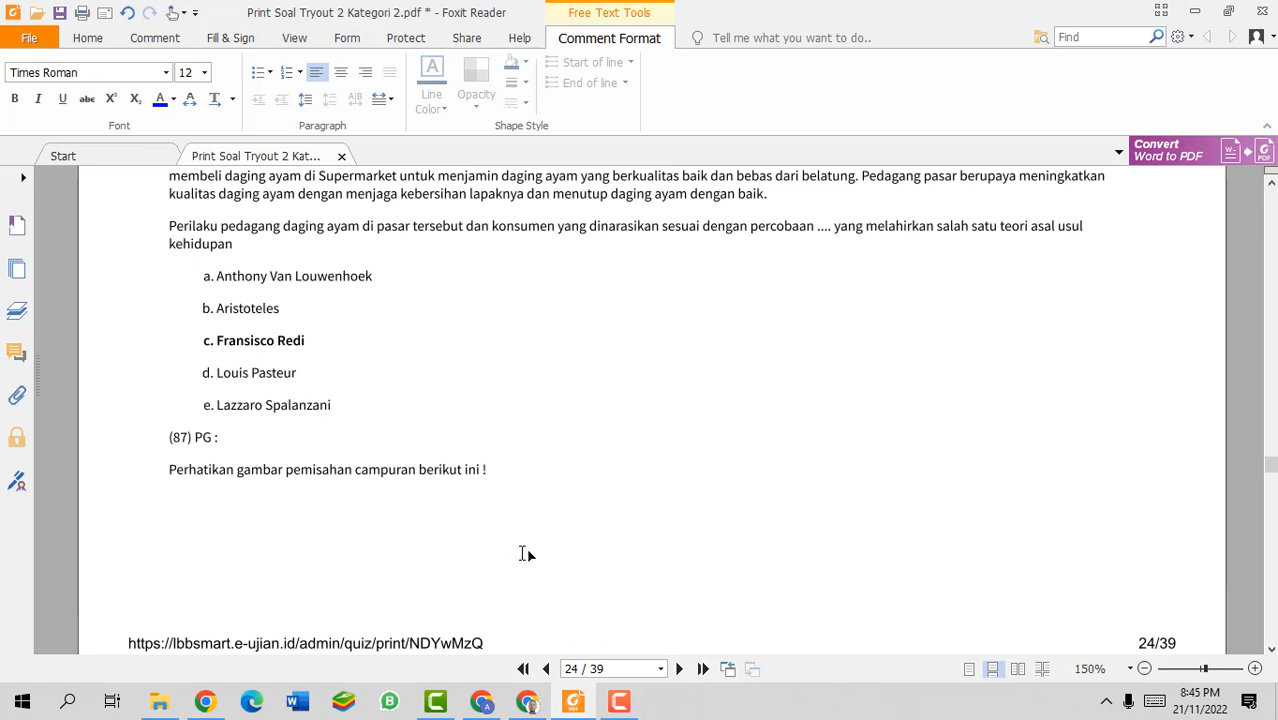 Print Soal Tryout 2 Kategori 2.pdf * - Foxit Reader
Free Text Tools
File
Home
Comment
Fill & Sign
View
Form
Protect
Share
Help
Comment Format
Tell me what you want to do..
Find
Times Roman
12
Line
Color
Opacity
Start of line
End of line
B I U abc X² X₂ A A T
Font
Paragraph
Shape Style
Start
Print Soal Tryout 2 Kat...
Convert
Word to PDF
membeli daging ayam di Supermarket untuk menjamin daging ayam yang berkualitas baik dan bebas dari belatung. Pedagang pasar berupaya meningkatkan
kualitas daging ayam dengan menjaga kebersihan lapaknya dan menutup daging ayam dengan baik.
Perilaku pedagang daging ayam di pasar tersebut dan konsumen yang dinarasikan sesuai dengan percobaan .... yang melahirkan salah satu teori asal usul
kehidupan
a. Anthony Van Louwenhoek
b. Aristoteles
c. Fransisco Redi
d. Louis Pasteur
e. Lazzaro Spalanzani
(87) PG :
Perhatikan gambar pemisahan campuran berikut ini !
https://lbbsmart.e-ujian.id/admin/quiz/print/NDYwMzQ
24/39
24 / 39
150%
8:45 PM
21/11/2022